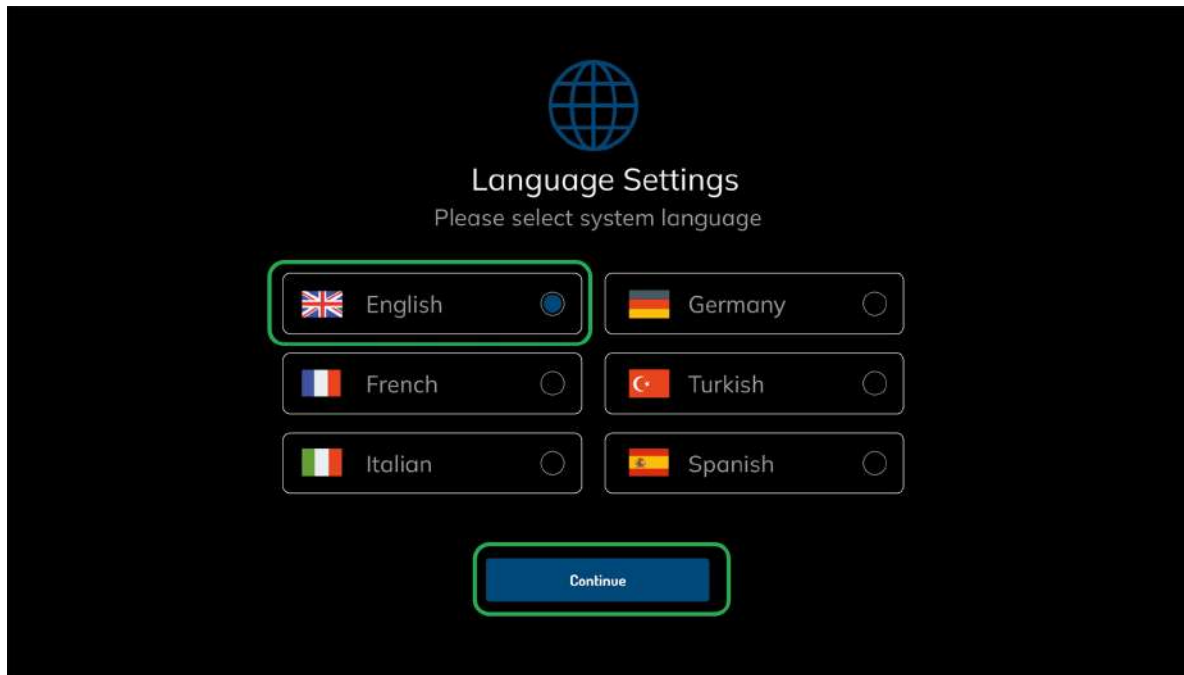 Language Settings
Please select system language
English
Germany
French
Turkish
Italian
Spanish
Continue